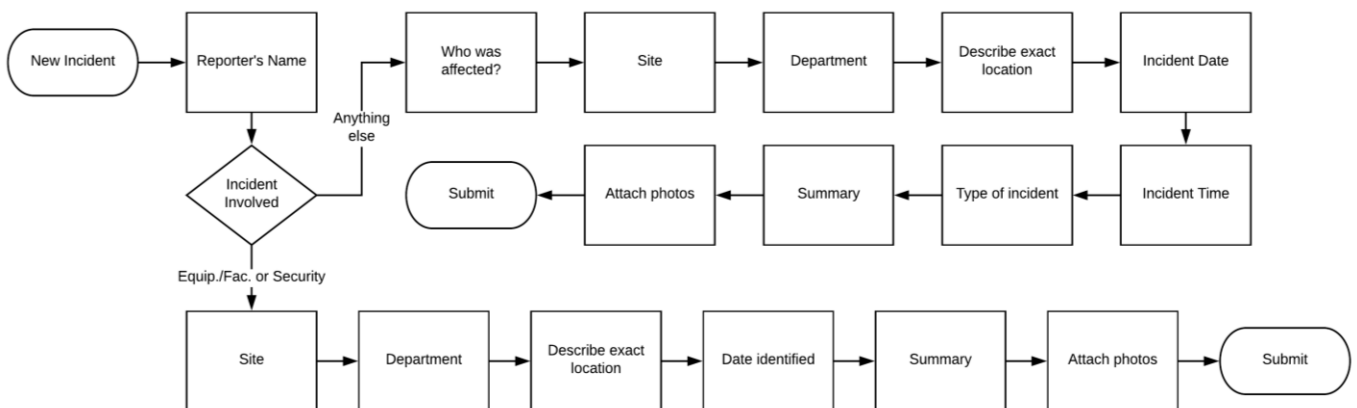 New Incident
Reporter's Name
Incident
Involved
Anything
else
Who was
affected?
Site
Department
Describe exact
location
Incident Date
Incident Time
Type of incident
Summary
Attach photos
Submit
Equip./Fac. or Security
Site
Department
Describe exact
location
Date identified
Summary
Attach photos
Submit